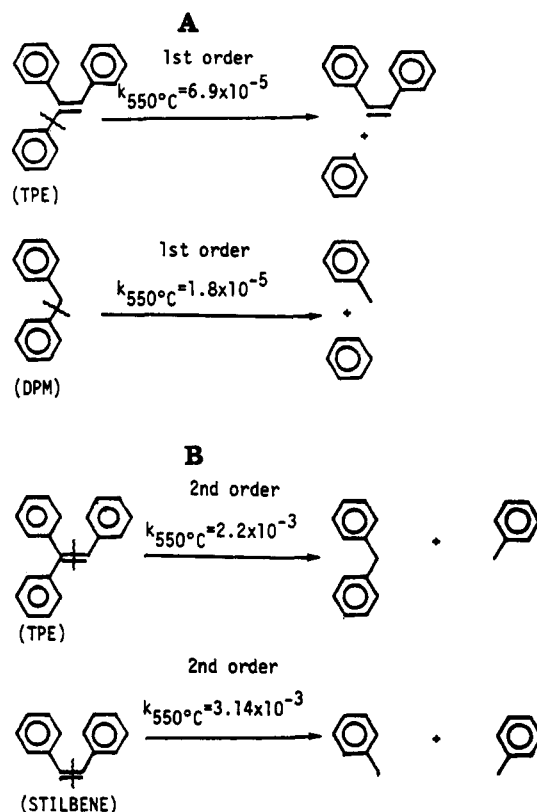 A
1st order
k550°C=6.9x10-5
+
(TPE)
1st order
k550°C=1.8x10-5
+
(DPM)
B
2nd order
k550°C=2.2x10-3
+
(TPE)
2nd order
k550°C=3.14x10-3
+
(STILBENE)